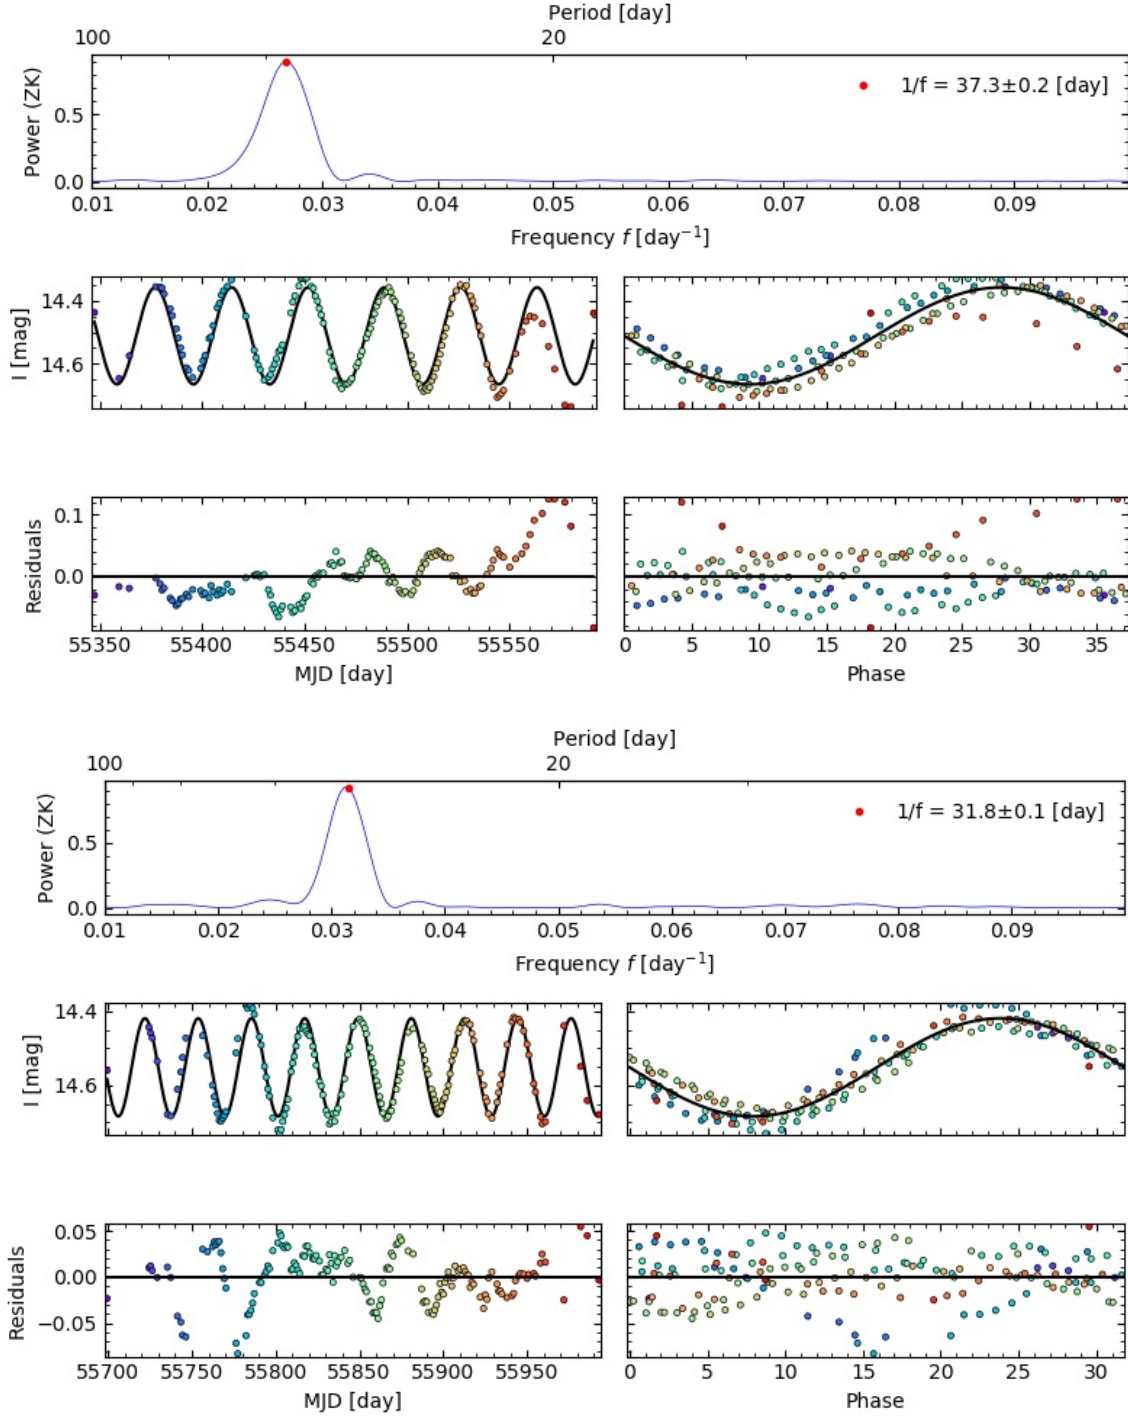 Period [day]
100 20
Power (ZK)
0.5
0.0
1/f = 37.3±0.2 [day]
0.01 0.02 0.03 0.04 0.05 0.06 0.07 0.08 0.09
Frequency f [day⁻¹]
I [mag]
14.4
14.6
Residuals
0.1
0.0
55350 55400 55450 55500 55550
MJD [day]
0 5 10 15 20 25 30 35
Phase
Period [day]
100 20
Power (ZK)
0.5
0.0
1/f = 31.8±0.1 [day]
0.01 0.02 0.03 0.04 0.05 0.06 0.07 0.08 0.09
Frequency f [day⁻¹]
I [mag]
14.4
14.6
Residuals
0.05
0.00
−0.05
55700 55750 55800 55850 55900 55950
MJD [day]
0 5 10 15 20 25 30
Phase